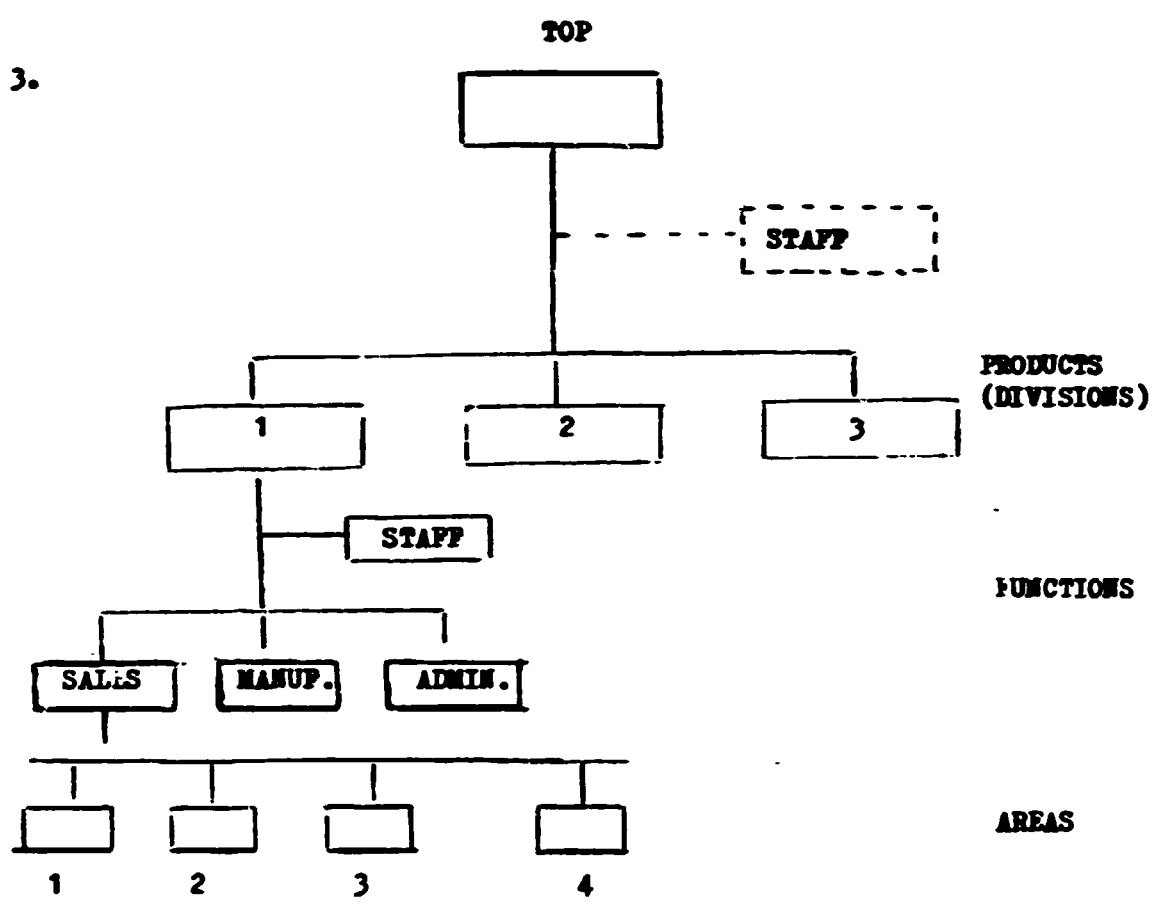 TOP
3.
STAFF
PRODUCTS
(DIVISIONS)
1 2 3
STAFF
FUNCTIONS
SALES MANUF. ADMIN.
AREAS
1 2 3 4